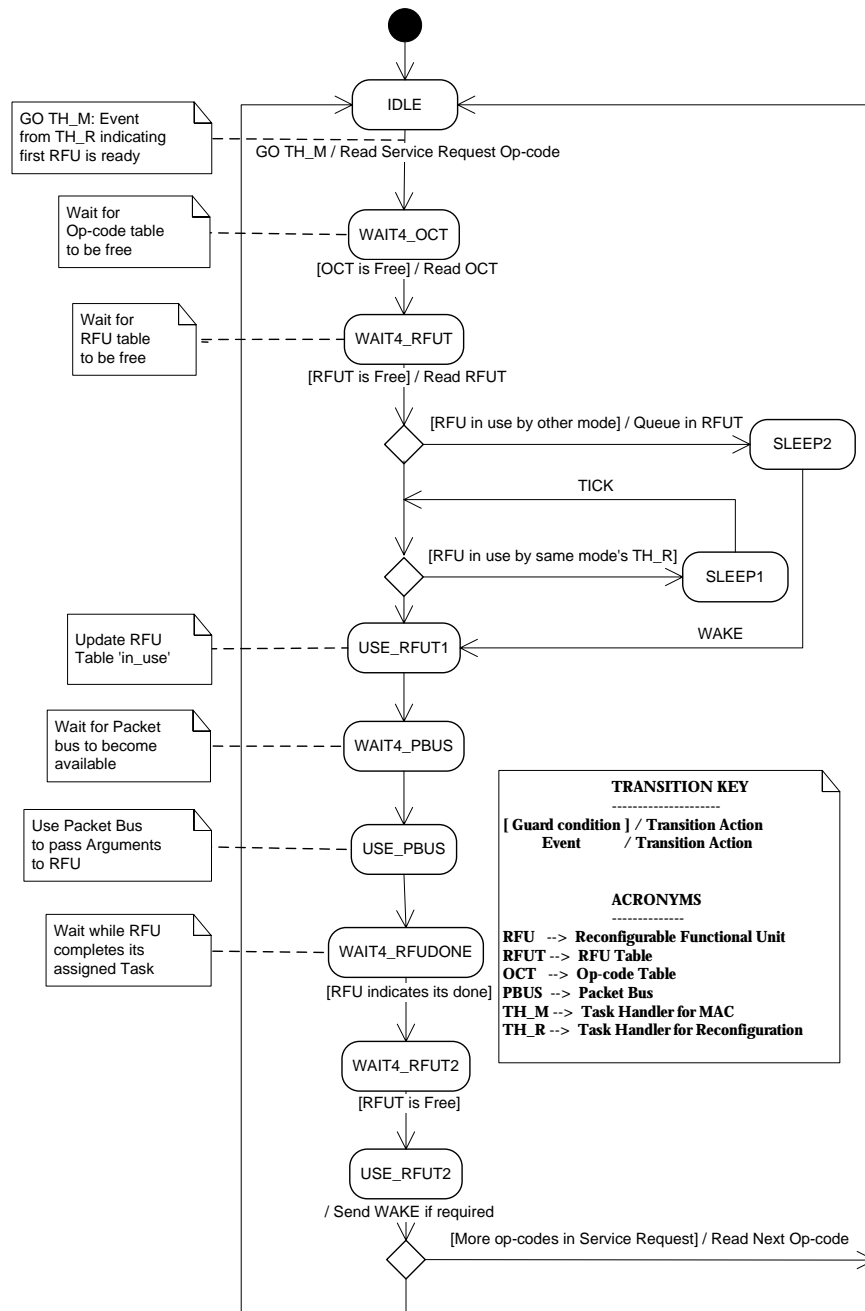 IDLE
GO TH_M: Event
from TH_R indicating
first RFU is ready
GO TH_M / Read Service Request Op-code
Wait for
Op-code table
to be free
WAIT4_OCT
[OCT is Free] / Read OCT
Wait for
RFU table
to be free
WAIT4_RFUT
[RFUT is Free] / Read RFUT
[RFU in use by other mode] / Queue in RFUT
SLEEP2
TICK
[RFU in use by same mode's TH_R]
SLEEP1
Update RFU
Table 'in_use'
USE_RFUT1
WAKE
Wait for Packet
bus to become
available
WAIT4_PBUS
Use Packet Bus
to pass Arguments
to RFU
USE_PBUS
Wait while RFU
completes its
assigned Task
WAIT4_RFUDONE
[RFU indicates its done]
WAIT4_RFUT2
[RFUT is Free]
USE_RFUT2
/ Send WAKE if required
[More op-codes in Service Request] / Read Next Op-code
TRANSITION KEY
---------------------
[ Guard condition ] / Transition Action
Event / Transition Action
ACRONYMS
--------------
RFU --> Reconfigurable Functional Unit
RFUT --> RFU Table
OCT --> Op-code Table
PBUS --> Packet Bus
TH_M --> Task Handler for MAC
TH_R --> Task Handler for Reconfiguration